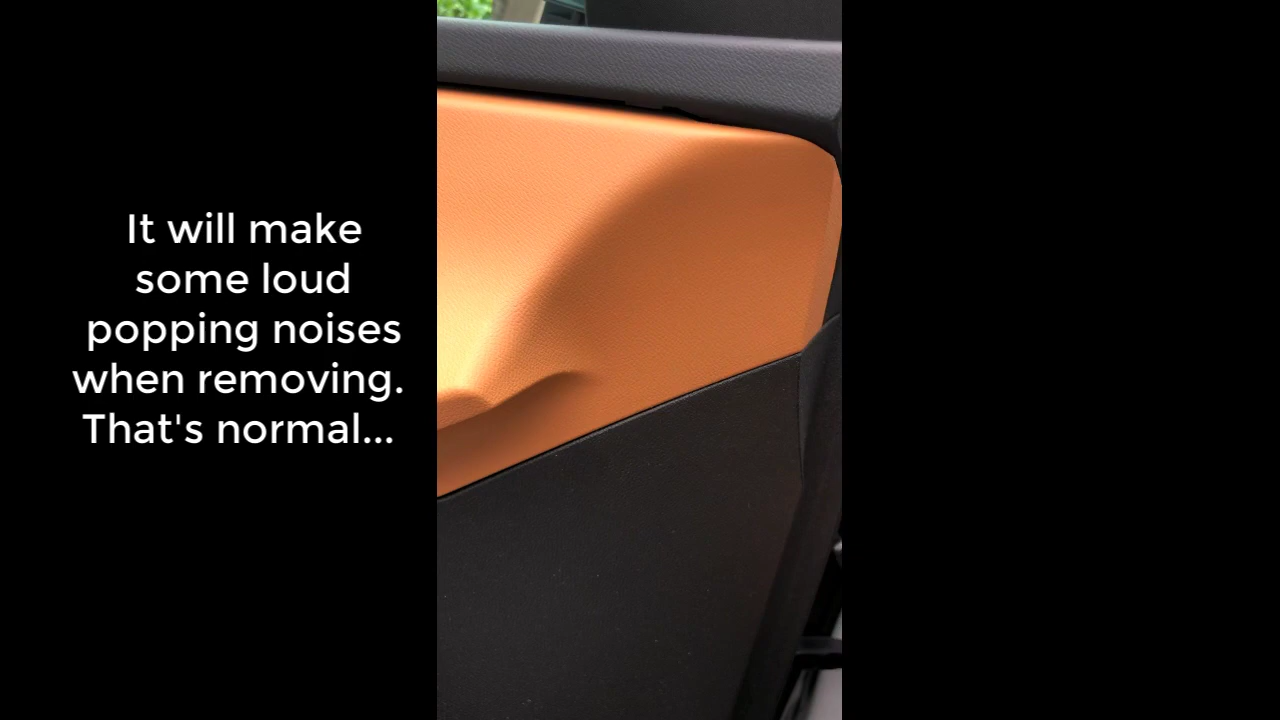 It will make
some loud
popping noises
when removing.
That's normal...